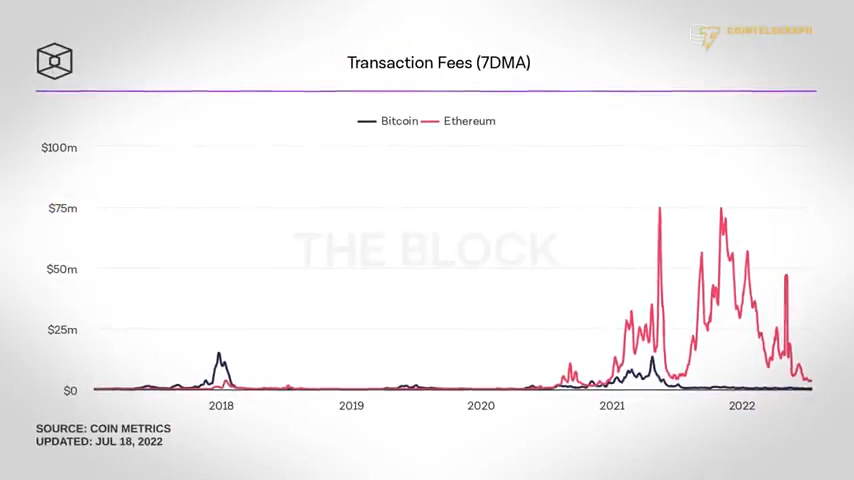 COINTELEGRAPH
Transaction Fees (7DMA)
Bitcoin Ethereum
$100m
$75m
THE BLOCK
$50m
$25m
$0
2018 2019 2020 2021 2022
SOURCE: COIN METRICS
UPDATED: JUL 18, 2022